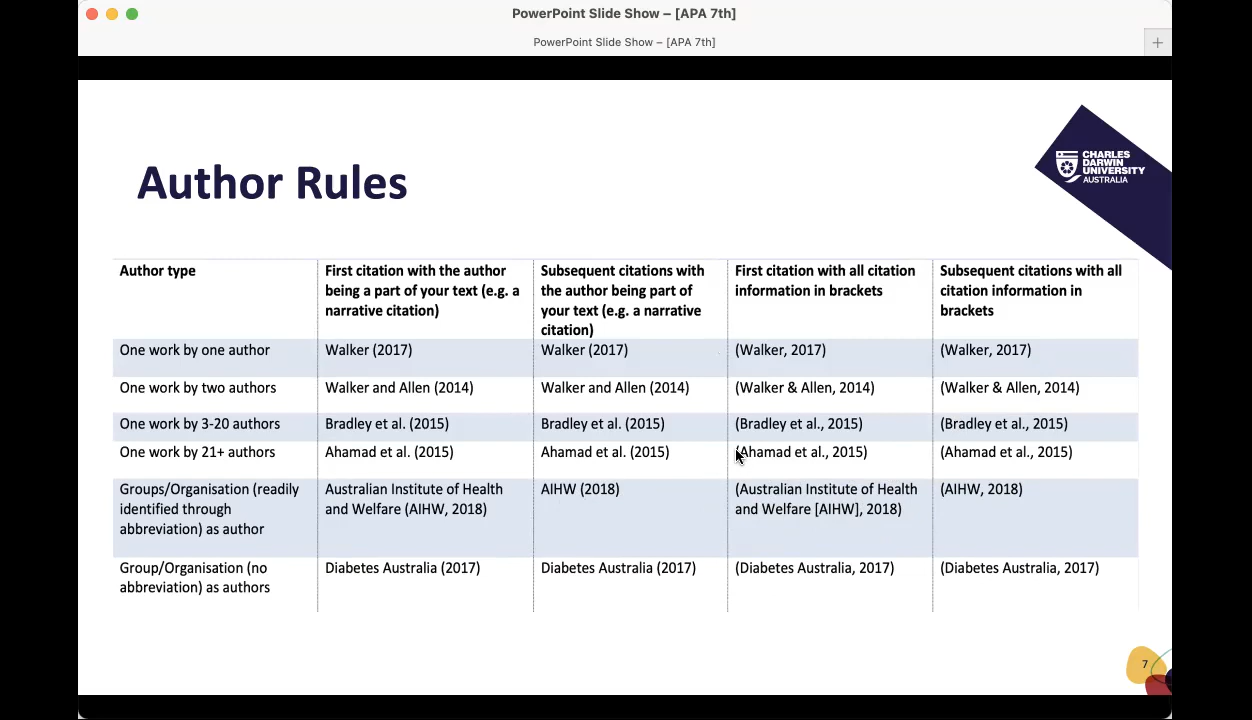 PowerPoint Slide Show – [APA 7th]
PowerPoint Slide Show – [APA 7th]
CHARLES
DARWIN
UNIVERSITY
AUSTRALIA
Author Rules
Author type
First citation with the author
being a part of your text (e.g. a
narrative citation)
Subsequent citations with
the author being part of
your text (e.g. a narrative
citation)
First citation with all citation
information in brackets
Subsequent citations with all
citation information in
brackets
One work by one author
Walker (2017)
Walker (2017)
(Walker, 2017)
(Walker, 2017)
One work by two authors
Walker and Allen (2014)
Walker and Allen (2014)
(Walker & Allen, 2014)
(Walker & Allen, 2014)
One work by 3-20 authors
Bradley et al. (2015)
Bradley et al. (2015)
(Bradley et al., 2015)
(Bradley et al., 2015)
One work by 21+ authors
Ahamad et al. (2015)
Ahamad et al. (2015)
(Ahamad et al., 2015)
(Ahamad et al., 2015)
Groups/Organisation (readily
identified through
abbreviation) as author
Australian Institute of Health
and Welfare (AIHW, 2018)
AIHW (2018)
(Australian Institute of Health
and Welfare [AIHW], 2018)
(AIHW, 2018)
Group/Organisation (no
abbreviation) as authors
Diabetes Australia (2017)
Diabetes Australia (2017)
(Diabetes Australia, 2017)
(Diabetes Australia, 2017)
7